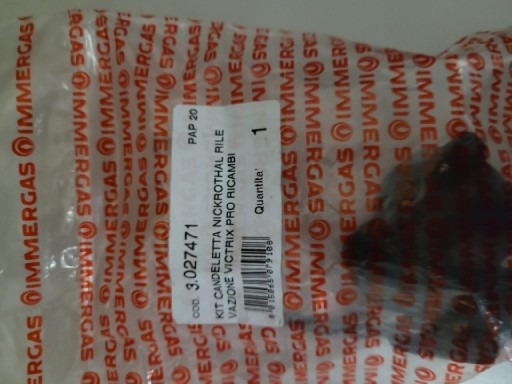 IMMERGAS
PAP 20
COD. 3.027471
KIT CANDELETTA NICKROTHAL RILE
VAZIONE VICTRIX PRO RICAMBI
Quantita' 1